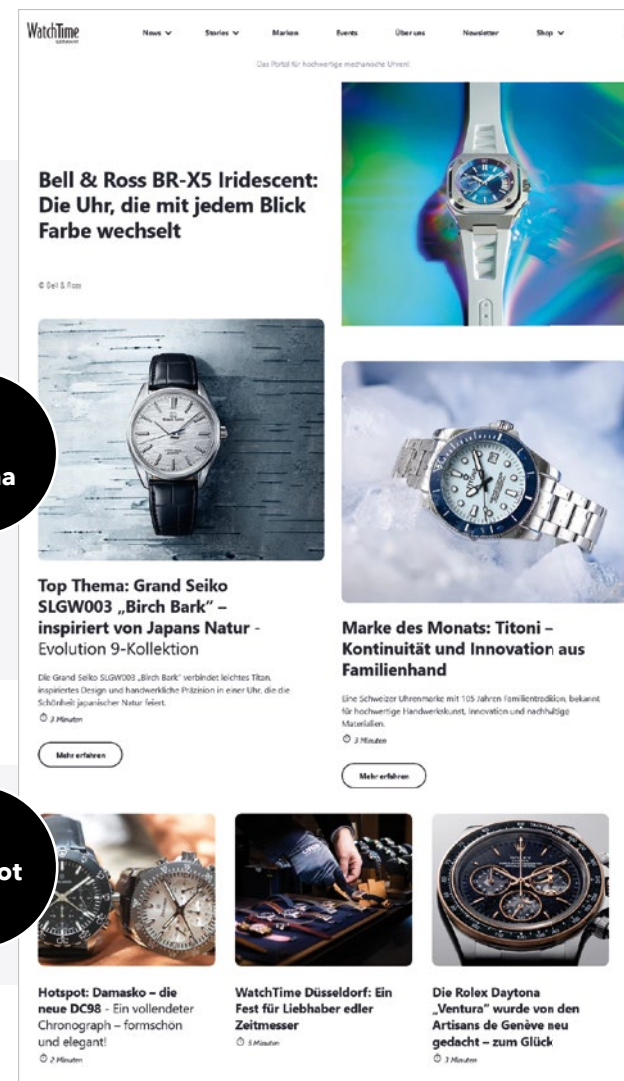 WatchTime
GERMANY
News
Stories
Marken
Events
Über uns
Newsletter
Shop
Das Portal für hochwertige mechanische Uhren!
Bell & Ross BR-X5 Iridescent:
Die Uhr, die mit jedem Blick
Farbe wechselt
© Bell & Ross
Top Thema: Grand Seiko
SLGW003 „Birch Bark“ –
inspiriert von Japans Natur -
Evolution 9-Kollektion
Die Grand Seiko SLGW003 „Birch Bark“ verbindet leichtes Titan,
inspiriertes Design und handwerkliche Präzision in einer Uhr, die die
Schönheit japanischer Natur feiert.
3 Minuten
Mehr erfahren
Marke des Monats: Titoni –
Kontinuität und Innovation aus
Familienhand
Eine Schweizer Uhrenmarke mit 105 Jahren Familientradition, bekannt
für hochwertige Handwerkskunst, Innovation und nachhaltige
Materialien.
3 Minuten
Mehr erfahren
Hotspot: Damasko – die
neue DC98 - Ein vollendeter
Chronograph – formschön
und elegant!
2 Minuten
WatchTime Düsseldorf: Ein
Fest für Liebhaber edler
Zeitmesser
5 Minuten
Die Rolex Daytona
„Ventura“ wurde von den
Artisans de Genève neu
gedacht – zum Glück
3 Minuten